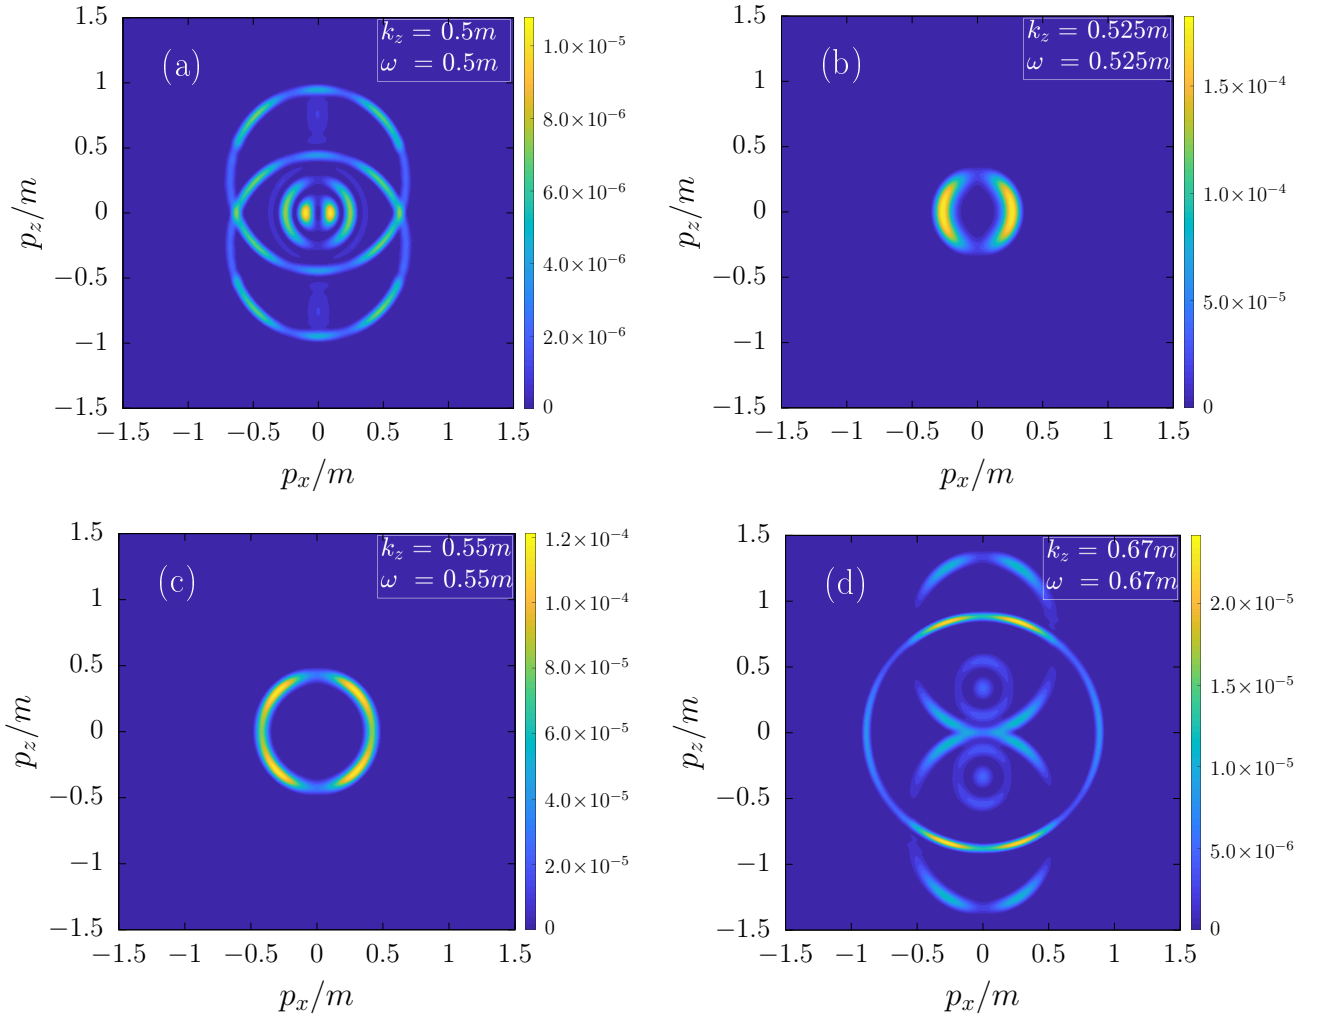 (a)
k_z = 0.5m
ω = 0.5m
1.5
1
0.5
0
−0.5
−1
−1.5
p_z/m
−1.5 −1 −0.5 0 0.5 1 1.5
p_x/m
1.0×10⁻⁵
8.0×10⁻⁶
6.0×10⁻⁶
4.0×10⁻⁶
2.0×10⁻⁶
0
(b)
k_z = 0.525m
ω = 0.525m
1.5
1
0.5
0
−0.5
−1
−1.5
p_z/m
−1.5 −1 −0.5 0 0.5 1 1.5
p_x/m
1.5×10⁻⁴
1.0×10⁻⁴
5.0×10⁻⁵
0
(c)
k_z = 0.55m
ω = 0.55m
1.5
1
0.5
0
−0.5
−1
−1.5
p_z/m
−1.5 −1 −0.5 0 0.5 1 1.5
p_x/m
1.2×10⁻⁴
1.0×10⁻⁴
8.0×10⁻⁵
6.0×10⁻⁵
4.0×10⁻⁵
2.0×10⁻⁵
0
(d)
k_z = 0.67m
ω = 0.67m
1.5
1
0.5
0
−0.5
−1
−1.5
p_z/m
−1.5 −1 −0.5 0 0.5 1 1.5
p_x/m
2.0×10⁻⁵
1.5×10⁻⁵
1.0×10⁻⁵
5.0×10⁻⁶
0